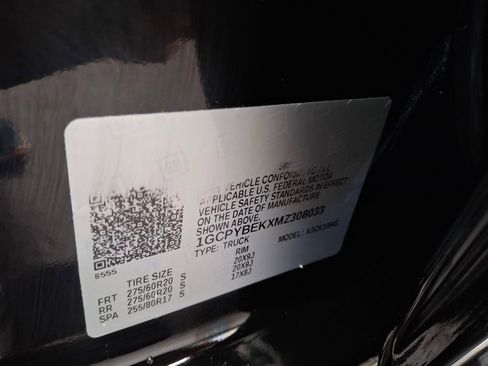 VEHICLE CONFORMS TO ALL
APPLICABLE U.S. FEDERAL MOTOR
VEHICLE SAFETY STANDARDS IN EFFECT
ON THE DATE OF MANUFACTURE
SHOWN ABOVE.
1GCPYBEKXMZ308033
TYPE: TRUCK MODEL:
8555
TIRE SIZE RIM
FRT 275/60R20 S 20X9J
RR 275/60R20 S 20X9J
SPA 255/80R17 S 17X8J